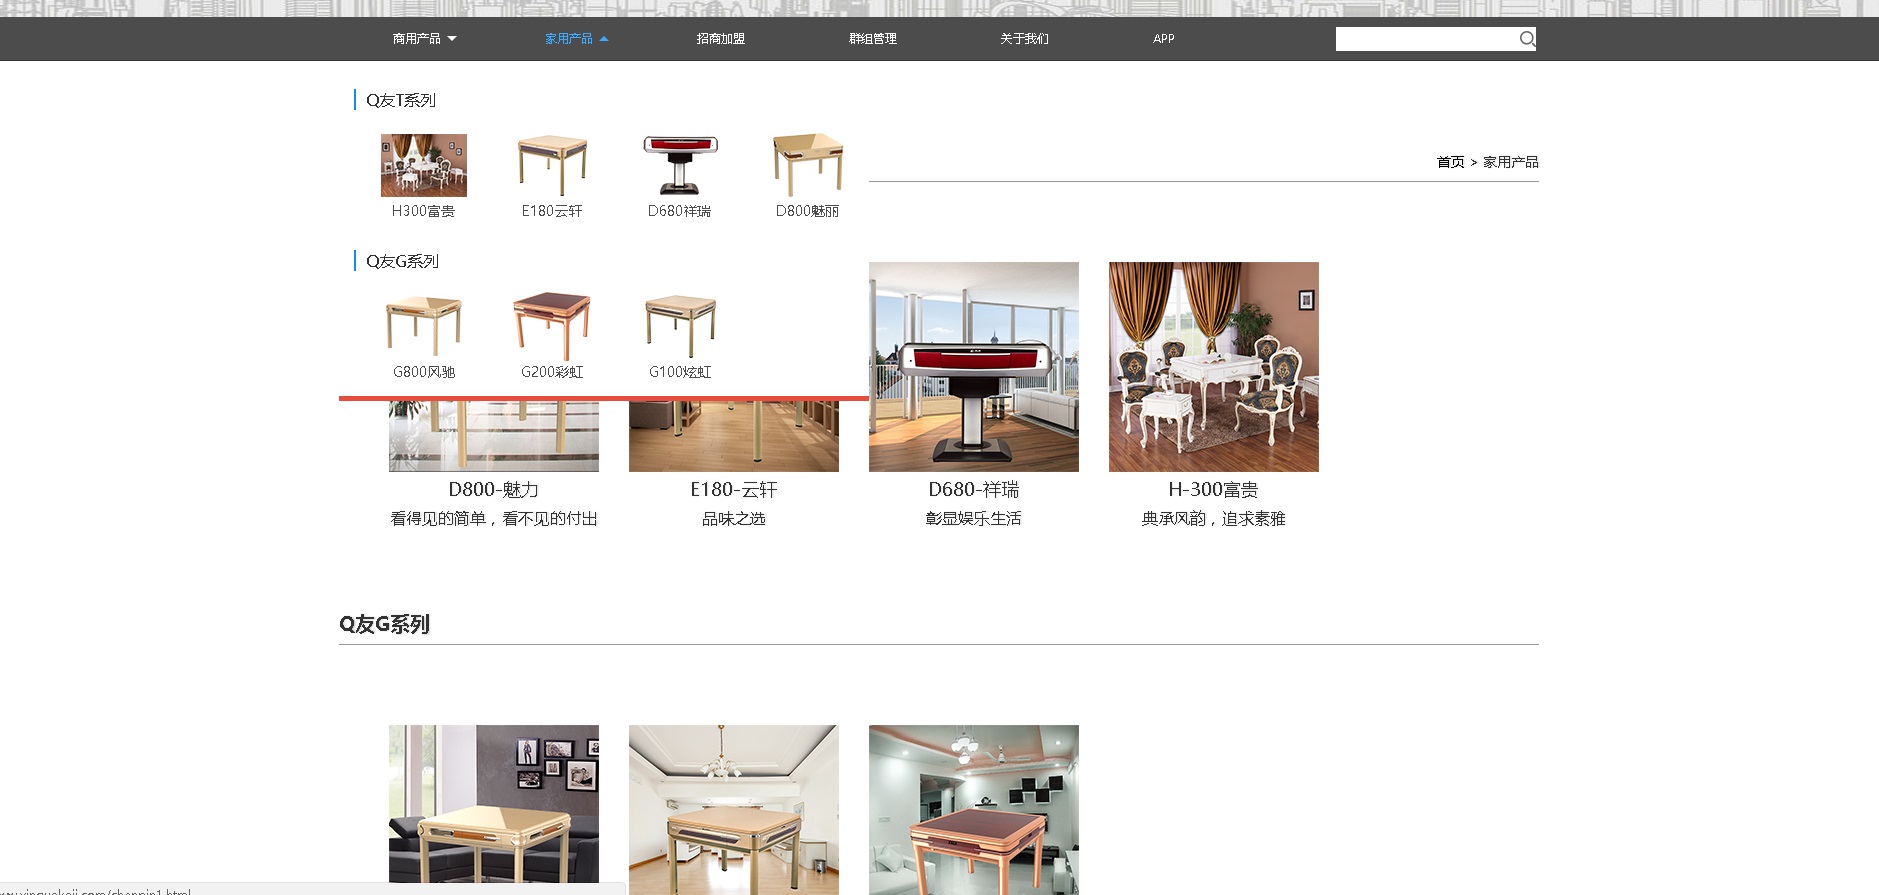 商用产品 家用产品 招商加盟 群组管理 关于我们 APP
Q友T系列
H300富贵 E180云轩 D680祥瑞 D800魅丽
首页 > 家用产品
Q友G系列
G800风驰 G200彩虹 G100炫虹
D800-魅力 E180-云轩 D680-祥瑞 H-300富贵
看得见的简单，看不见的付出 品味之选 彰显娱乐生活 典承风韵，追求素雅
Q友G系列